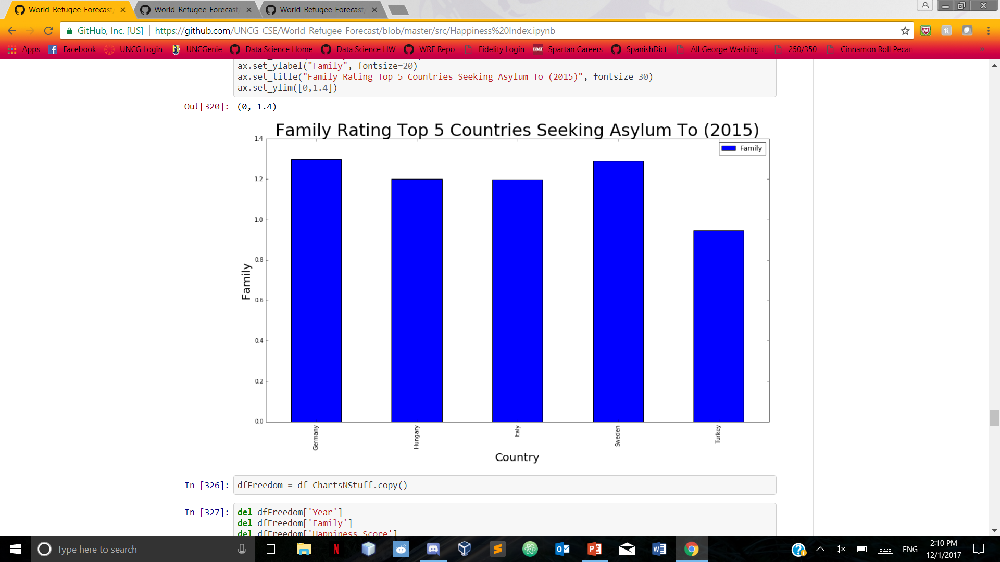 World-Refugee-Forecast
World-Refugee-Forecast
World-Refugee-Forecast
GitHub, Inc. [US]
https://github.com/UNCG-CSE/World-Refugee-Forecast/blob/master/src/Happiness%20Index.ipynb
Apps
Facebook
UNCG Login
UNCGenie
Data Science Home
Data Science HW
WRF Repo
Fidelity Login
BB&T
Spartan Careers
SpanishDict
All George Washingt
250/350
Cinnamon Roll Pecan
ax.set_ylabel("Family", fontsize=20)
ax.set_title("Family Rating Top 5 Countries Seeking Asylum To (2015)", fontsize=30)
ax.set_ylim([0,1.4])
Out[320]: (0, 1.4)
Family Rating Top 5 Countries Seeking Asylum To (2015)
Family
1.4
1.2
1.0
0.8
0.6
0.4
0.2
0.0
Family
Germany
Hungary
Italy
Sweden
Turkey
Country
In [326]: dfFreedom = df_ChartsNStuff.copy()
In [327]: del dfFreedom['Year']
del dfFreedom['Family']
del dfFreedom['Happiness Score']
Type here to search
ENG
2:10 PM
12/1/2017